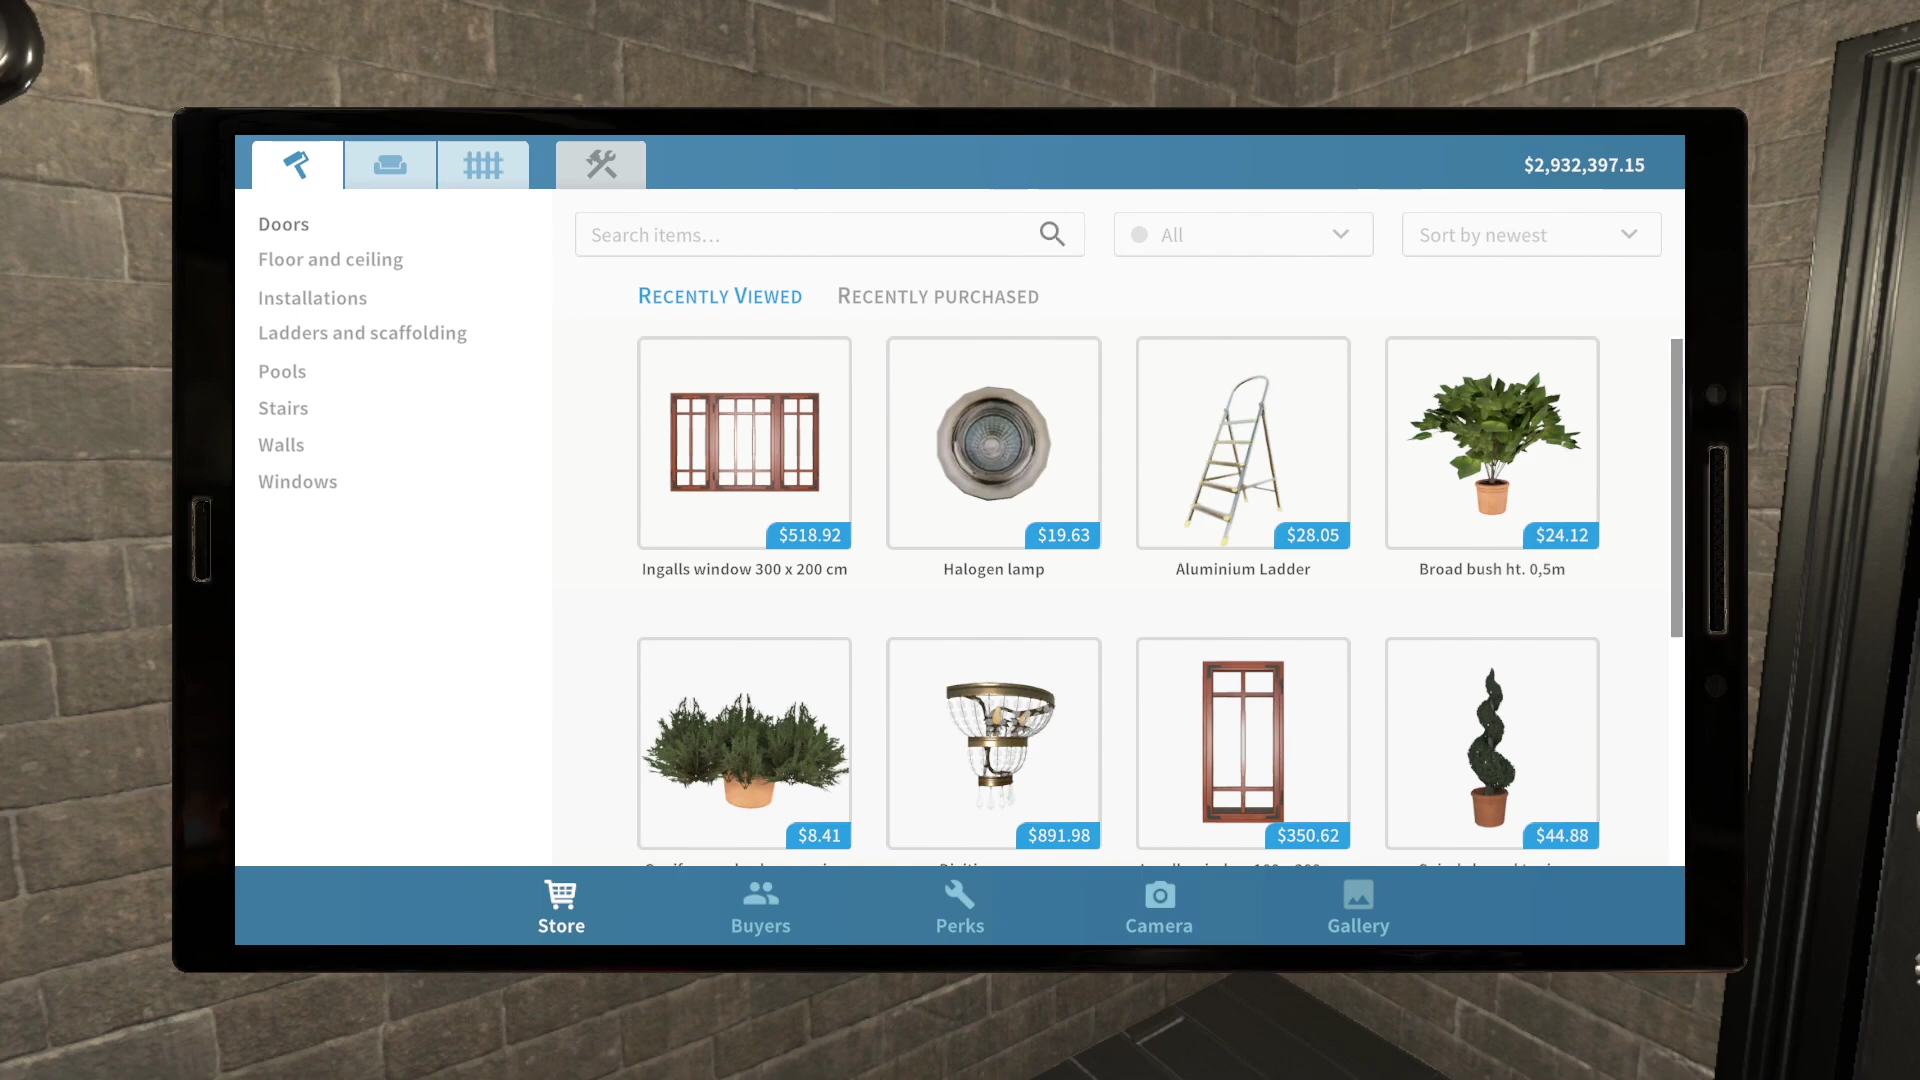 $2,932,397.15
Doors
Floor and ceiling
Installations
Ladders and scaffolding
Pools
Stairs
Walls
Windows
Search items...
All
Sort by newest
RECENTLY VIEWED
RECENTLY PURCHASED
$518.92
$19.63
$28.05
$24.12
Ingalls window 300 x 200 cm
Halogen lamp
Aluminium Ladder
Broad bush ht. 0,5m
$8.41
$891.98
$350.62
$44.88
Store
Buyers
Perks
Camera
Gallery